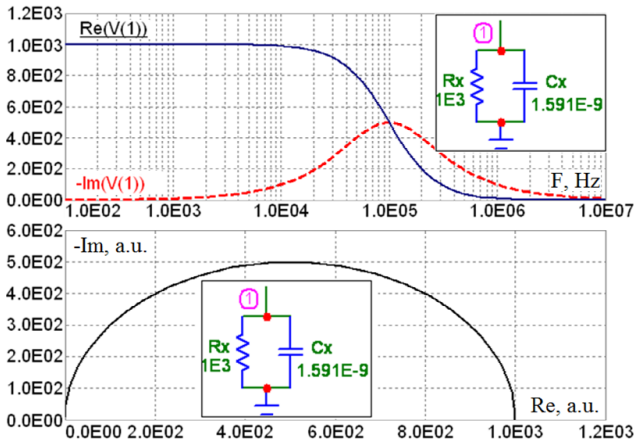 1.2E03
Re(V(1))
1.0E03
8.0E02
6.0E02
4.0E02
2.0E02
-Im(V(1))
0.0E00
F, Hz
1.0E02 1.0E03 1.0E04 1.0E05 1.0E06 1.0E07
1
Rx
1E3
Cx
1.591E-9
6.0E02
-Im, a.u.
5.0E02
4.0E02
3.0E02
2.0E02
1.0E02
0.0E00
1
Rx
1E3
Cx
1.591E-9
Re, a.u.
0.0E00 2.0E02 4.0E02 6.0E02 8.0E02 1.0E03 1.2E03